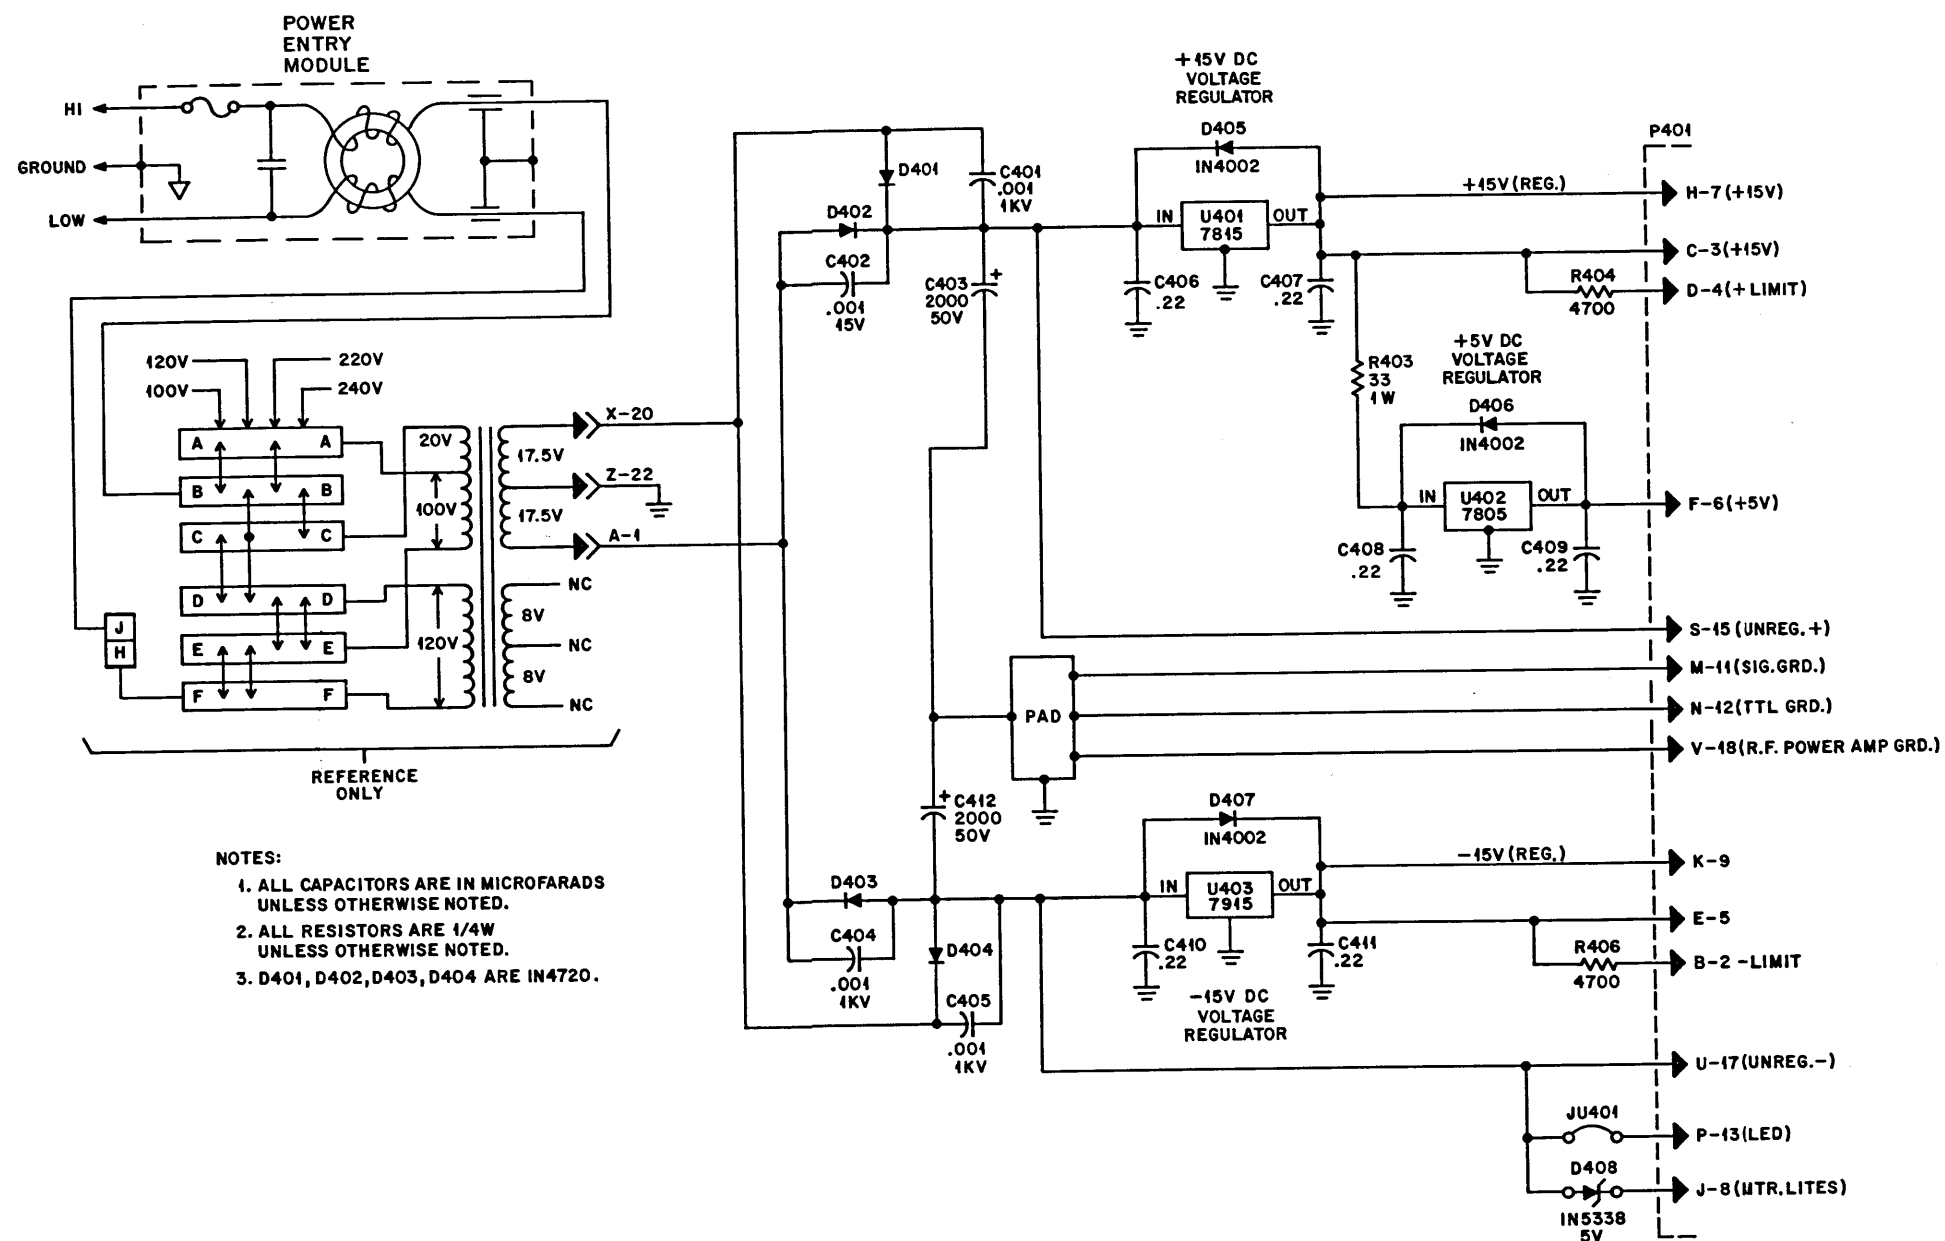 POWER
ENTRY
MODULE
HI
GROUND
LOW
120V
220V
100V
240V
A A
B B
C C
D D
E E
F F
J
H
20V
100V
120V
17.5V
17.5V
8V
8V
X-20
Z-22
A-1
NC
NC
NC
REFERENCE
ONLY
NOTES:
1. ALL CAPACITORS ARE IN MICROFARADS
UNLESS OTHERWISE NOTED.
2. ALL RESISTORS ARE 1/4W
UNLESS OTHERWISE NOTED.
3. D401, D402, D403, D404 ARE IN4720.
D401
C401
.001
1KV
D402
C402
.001
15V
C403
2000
50V
+
+15V DC
VOLTAGE
REGULATOR
D405
IN4002
IN
U401
7815
OUT
C406
.22
C407
.22
+15V (REG.)
R404
4700
R403
33
1W
+5V DC
VOLTAGE
REGULATOR
D406
IN4002
IN
U402
7805
OUT
C408
.22
C409
.22
PAD
+
C412
2000
50V
D403
C404
.001
1KV
D404
C405
.001
1KV
D407
IN4002
IN
U403
7915
OUT
C410
.22
C411
.22
-15V DC
VOLTAGE
REGULATOR
-15V (REG.)
R406
4700
JU401
D408
IN5338
5V
P401
H-7 (+15V)
C-3 (+15V)
D-4 (+ LIMIT)
F-6 (+5V)
S-15 (UNREG. +)
M-11 (SIG.GRD.)
N-12 (TTL GRD.)
V-18 (R.F. POWER AMP GRD.)
K-9
E-5
B-2 -LIMIT
U-17 (UNREG.-)
P-13 (LED)
J-8 (MTR. LITES)